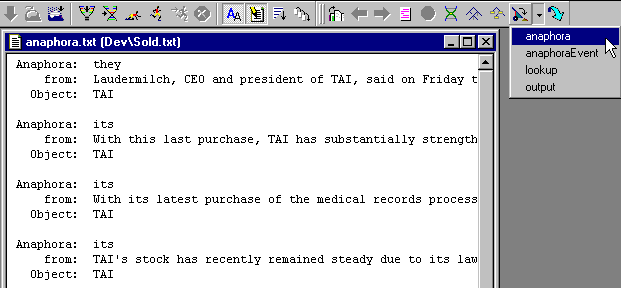 anaphora.txt (Dev\Sold.txt)
Anaphora: they
from: Laudermilch, CEO and president of TAI, said on Friday t
Object: TAI
Anaphora: its
from: With this last purchase, TAI has substantially strength
Object: TAI
Anaphora: its
from: With its latest purchase of the medical records process
Object: TAI
Anaphora: its
from: TAI's stock has recently remained steady due to its law
Object: TAI
anaphora
anaphoraEvent
lookup
output